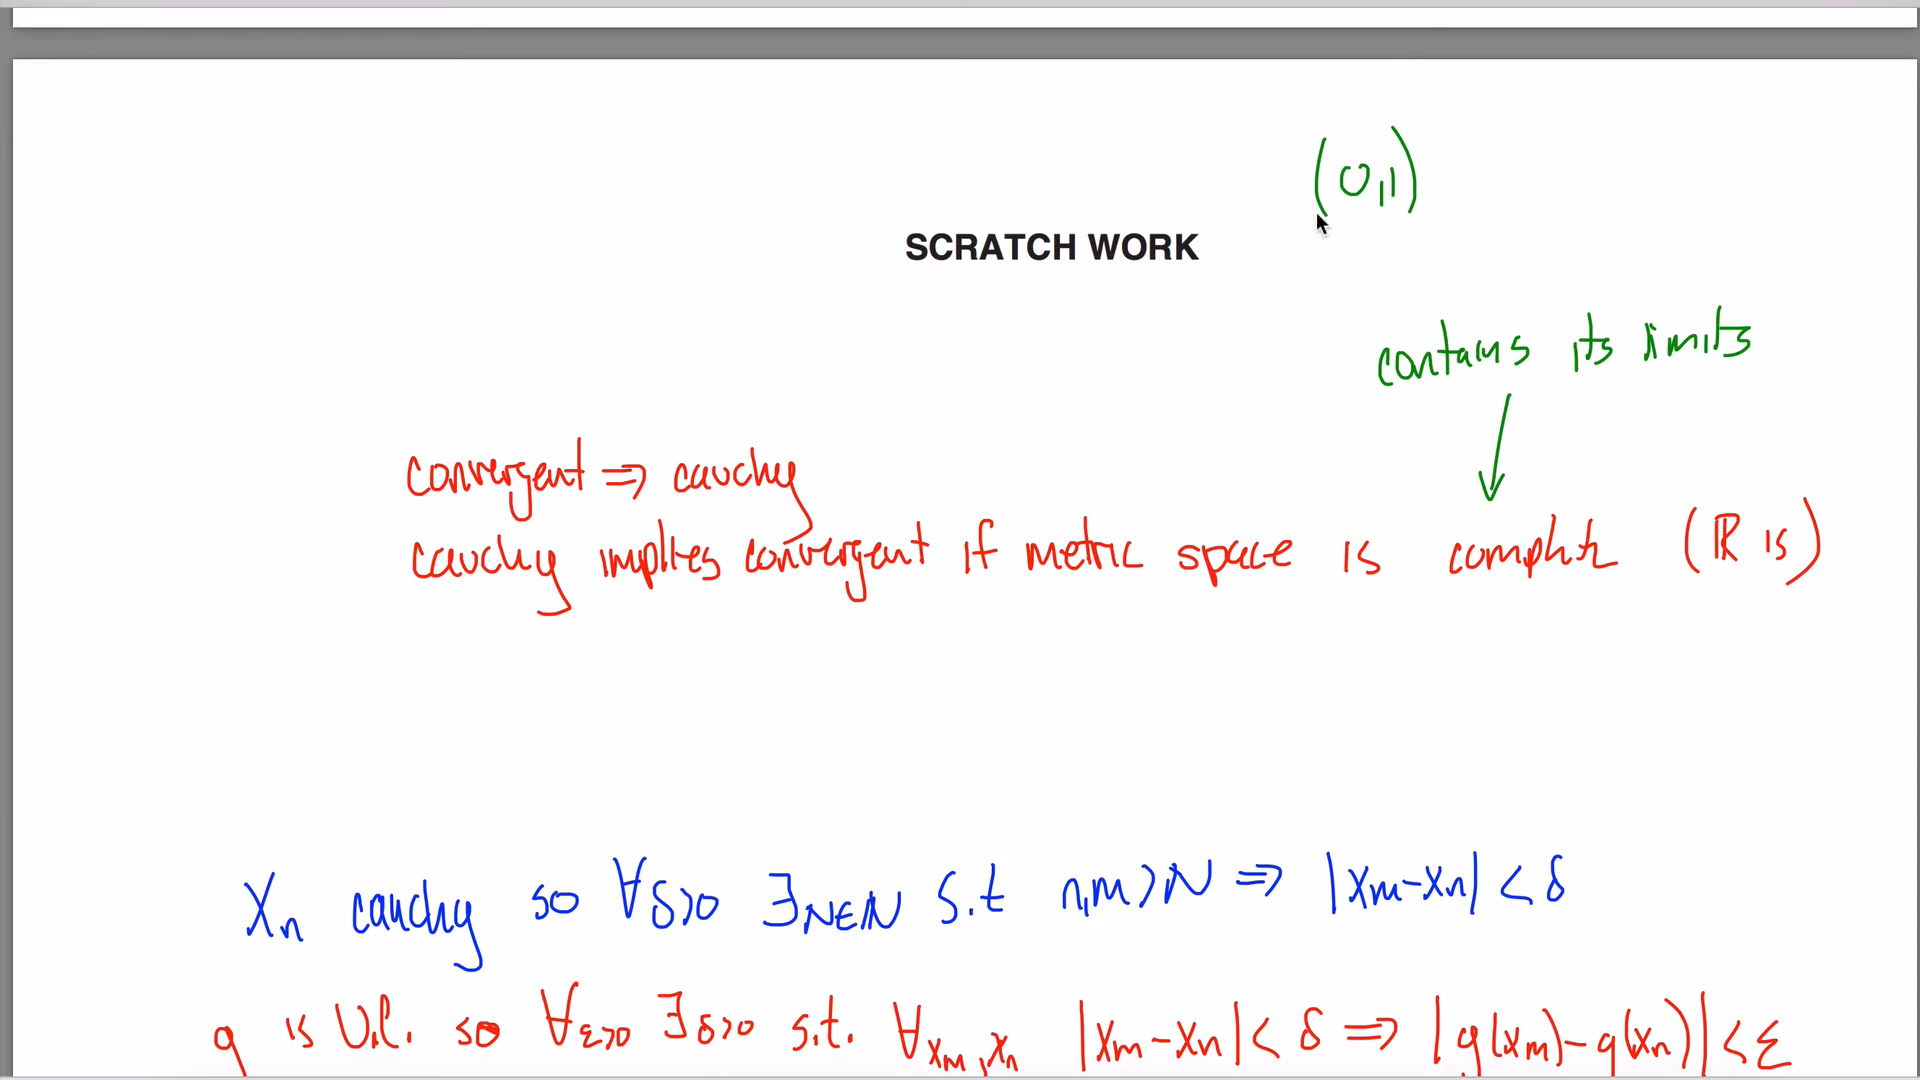 (0,1)
SCRATCH WORK
contains its limits
convergent ⇒ cauchy
cauchy implies convergent if metric space is complete (ℝ is)
Xn cauchy so ∀δ>0 ∃N∈ℕ s.t n,m>N ⇒ |xm-xn| < δ
g is U.C. so ∀ε>0 ∃δ>0 s.t. ∀xm,xn |xm-xn| < δ ⇒ |g(xm)-g(xn)| < ε